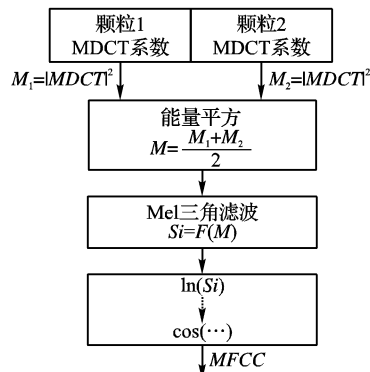 颗粒1 颗粒2
MDCT系数 MDCT系数
M₁=|MDCT|² M₂=|MDCT|²
能量平方
M=(M₁+M₂)/2
Mel三角滤波
Si=F(M)
ln(Si)
cos(…)
MFCC